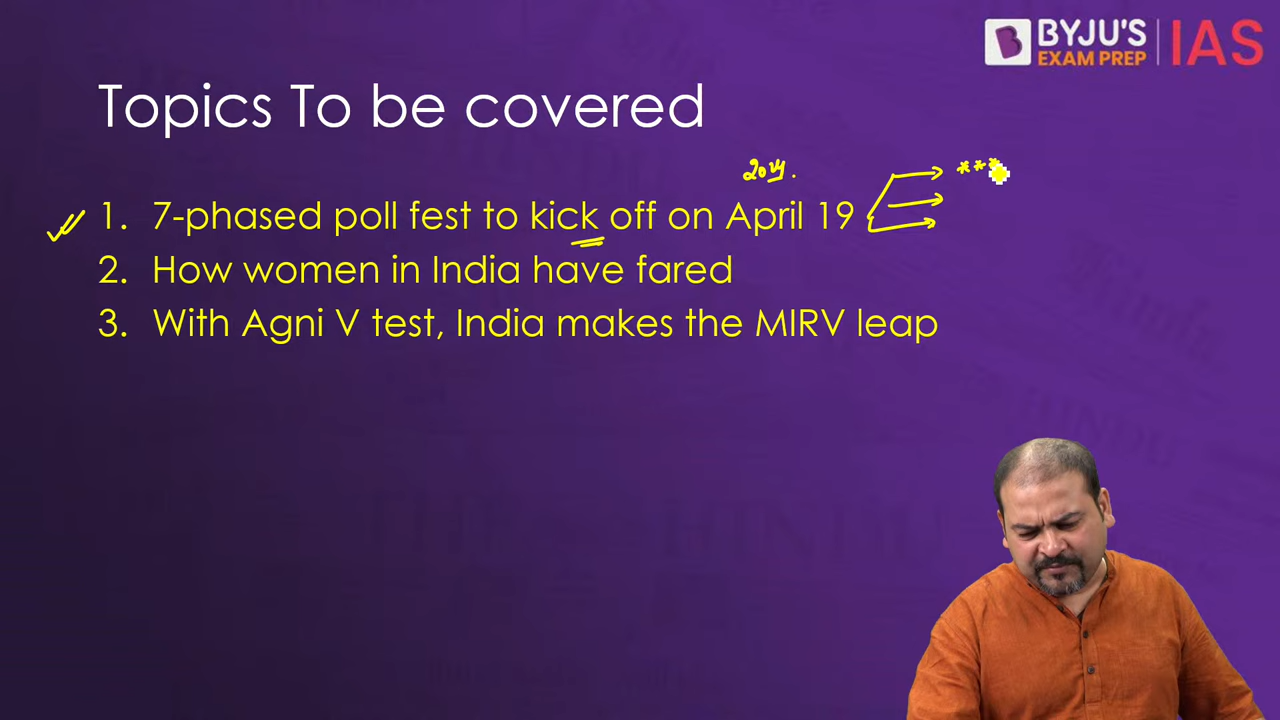 BYJU'S
EXAM PREP
IAS
Topics To be covered
1. 7-phased poll fest to kick off on April 19
2. How women in India have fared
3. With Agni V test, India makes the MIRV leap